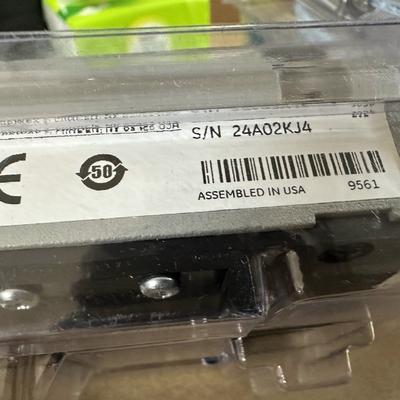 S/N 24A02KJ4
CE
50
ASSEMBLED IN USA 9561